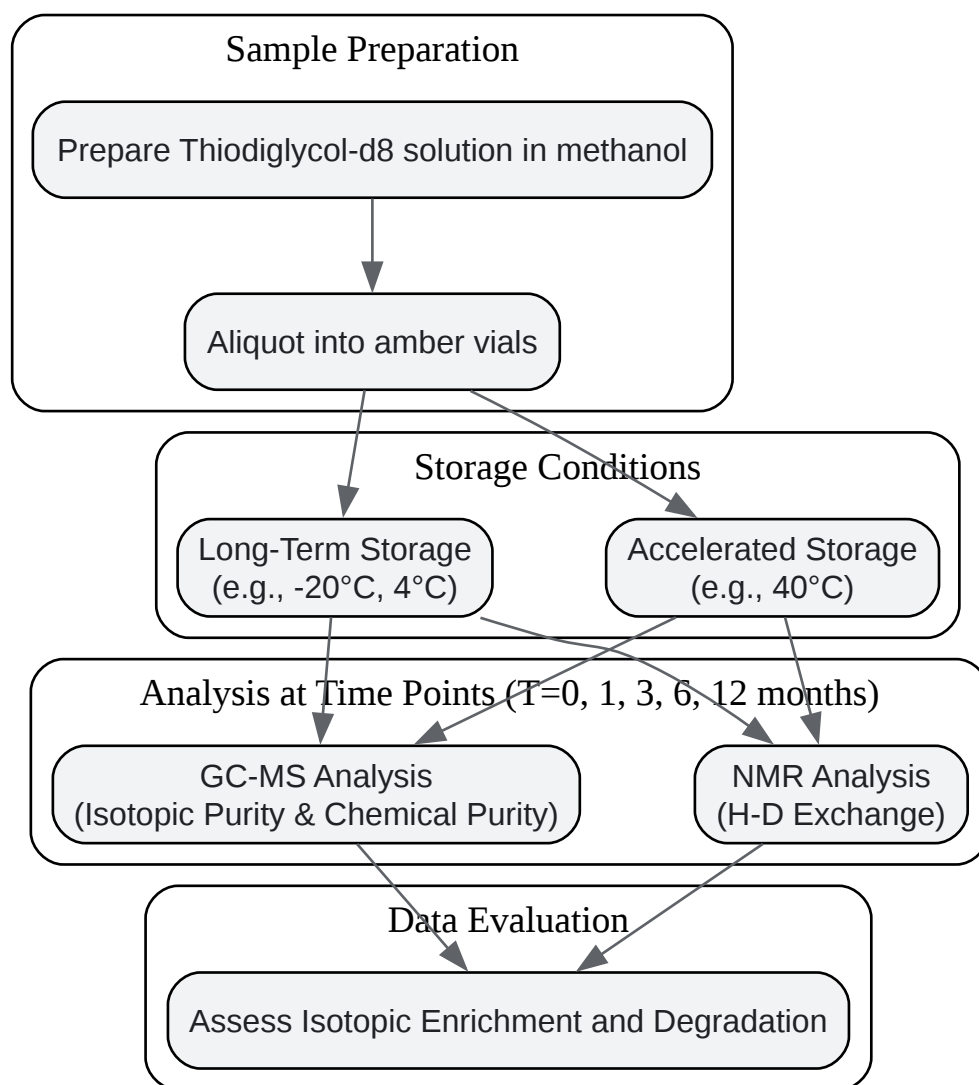 Sample Preparation
Prepare Thiodiglycol-d8 solution in methanol
Aliquot into amber vials
Storage Conditions
Long-Term Storage
(e.g., -20°C, 4°C)
Accelerated Storage
(e.g., 40°C)
Analysis at Time Points (T=0, 1, 3, 6, 12 months)
GC-MS Analysis
(Isotopic Purity & Chemical Purity)
NMR Analysis
(H-D Exchange)
Data Evaluation
Assess Isotopic Enrichment and Degradation